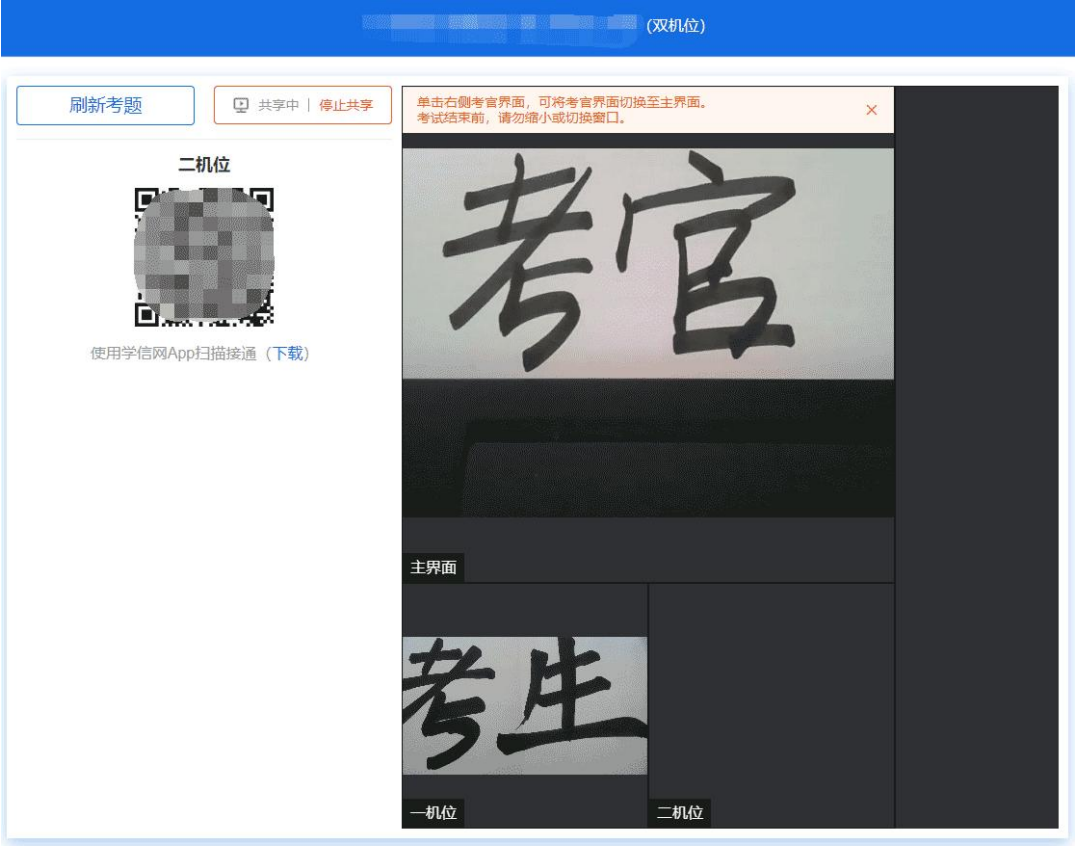 (双机位)
刷新考题
共享中 | 停止共享
二机位
使用学信网App扫描接通（下载）
单击右侧考官界面，可将考官界面切换至主界面。
考试结束前，请勿缩小或切换窗口。
考官
主界面
考生
一机位
二机位